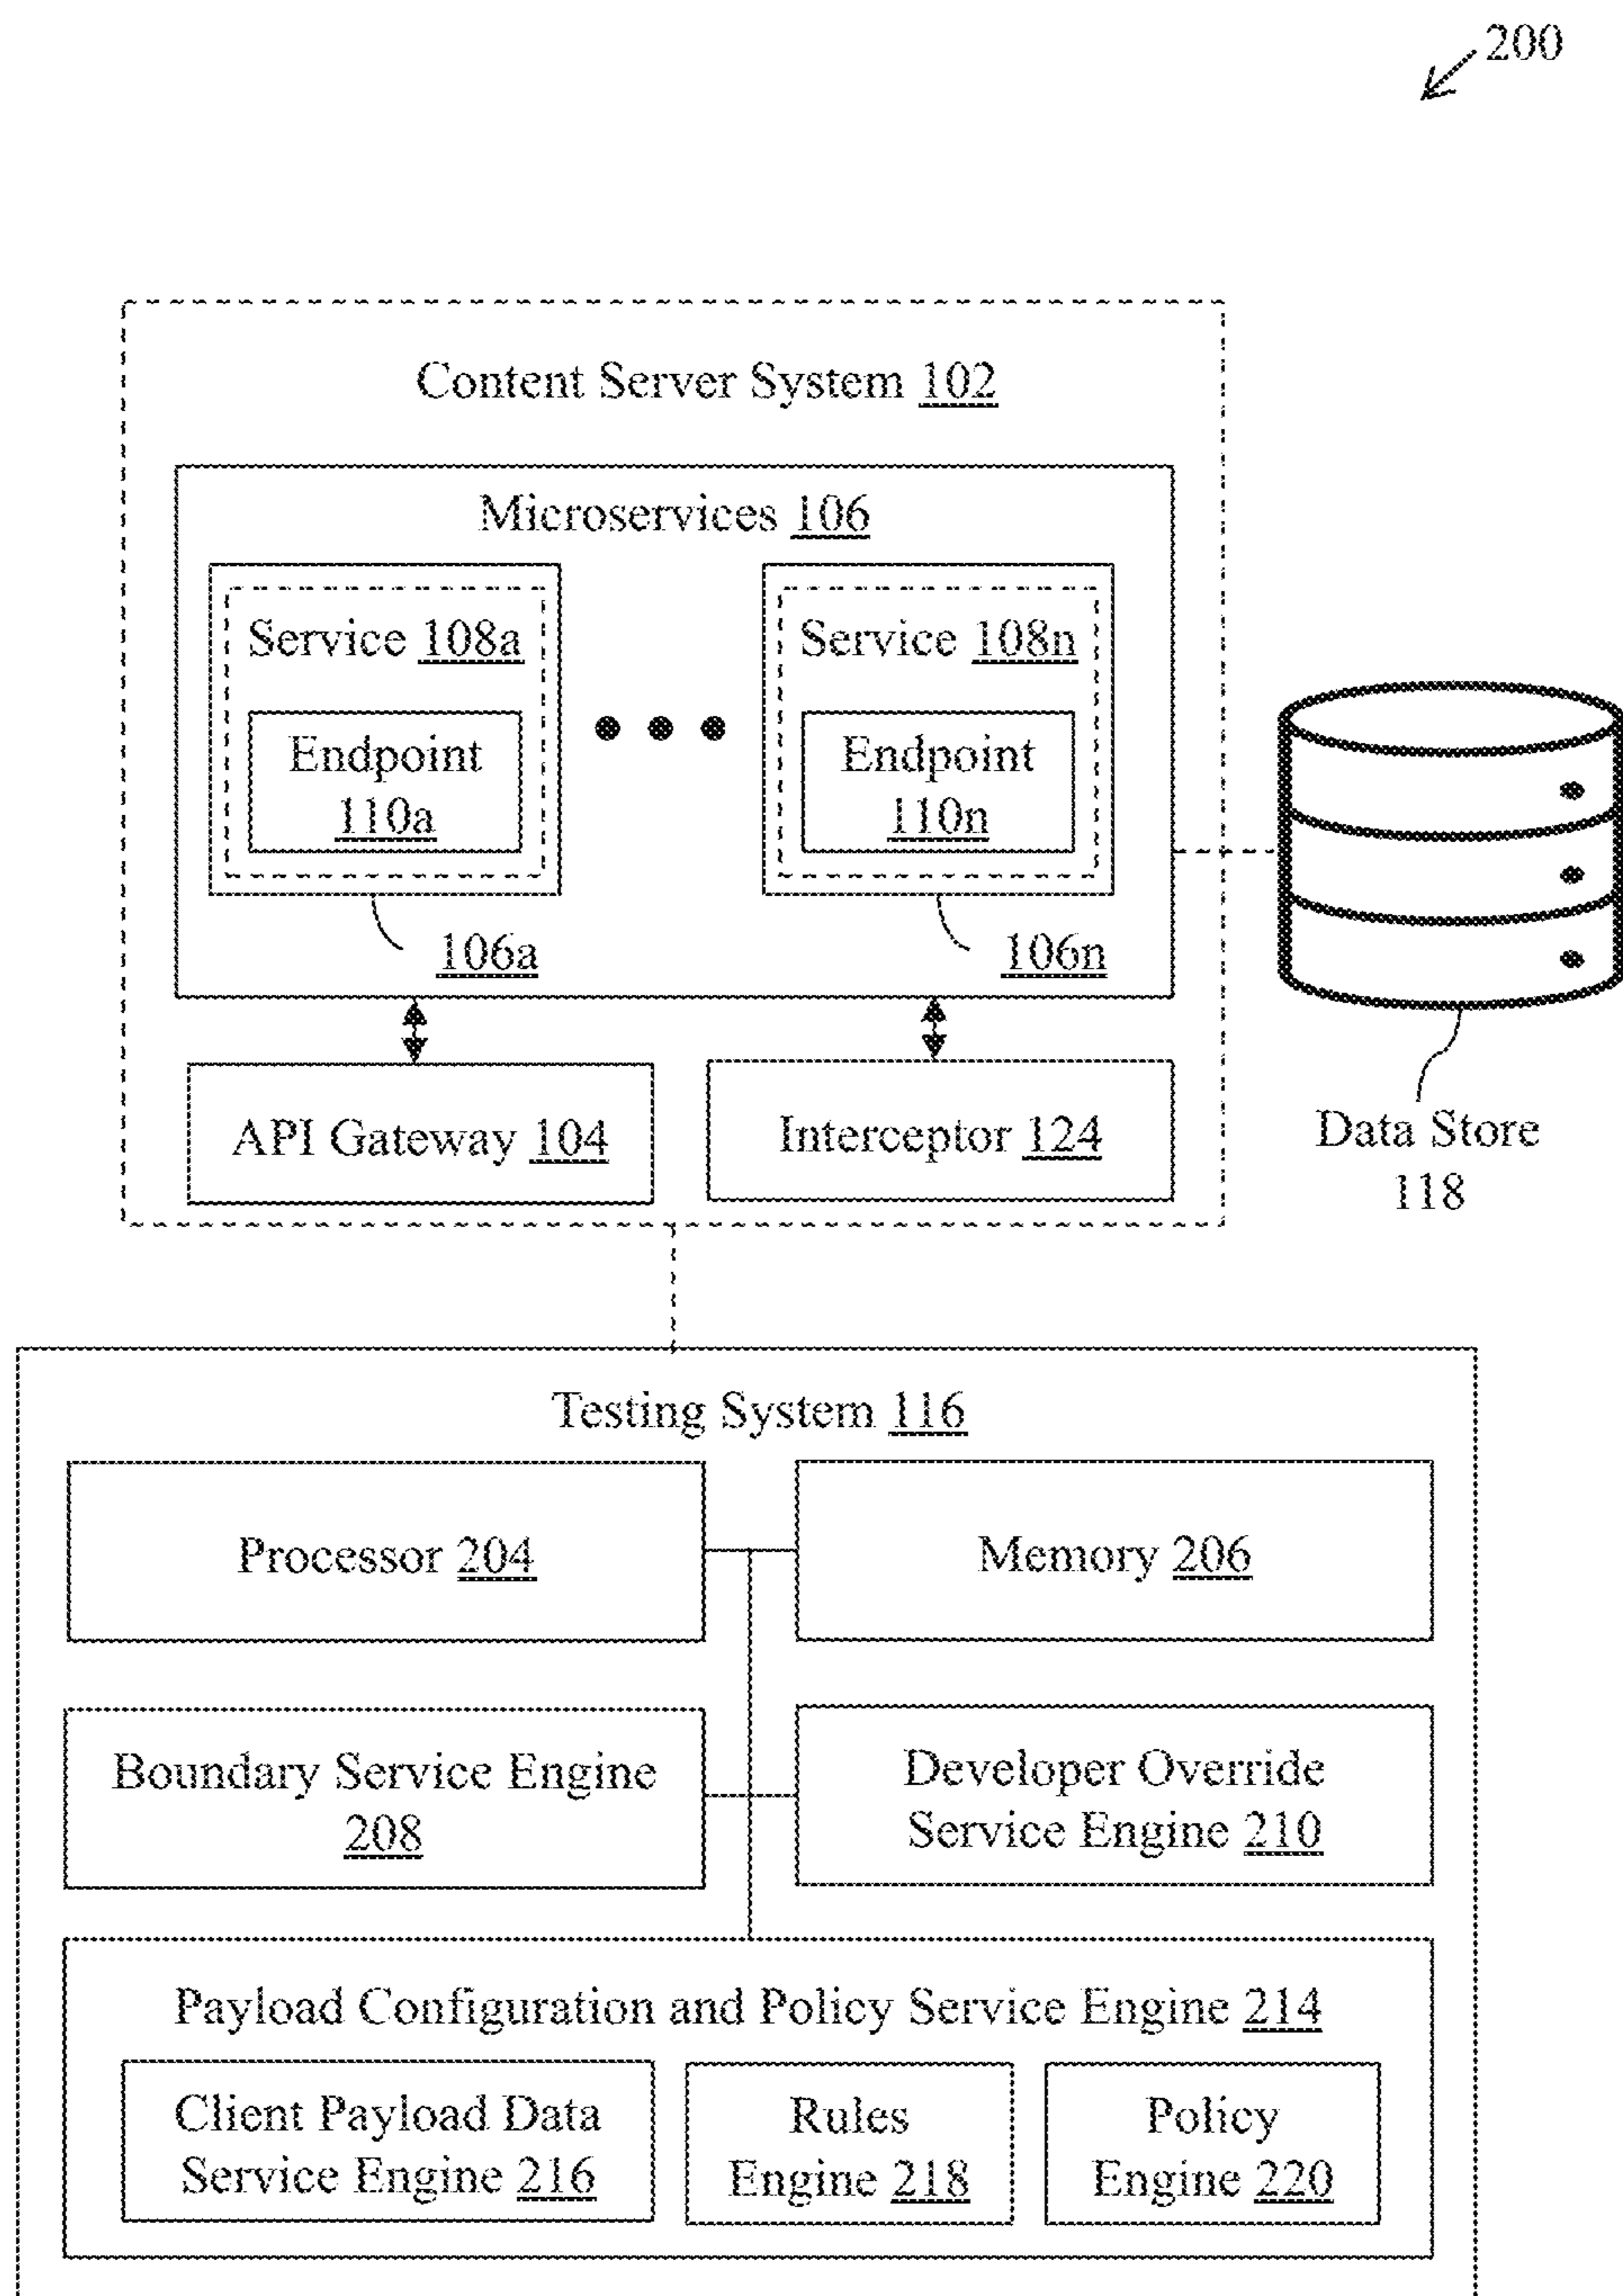 200
Content Server System 102
Microservices 106
Service 108a
Endpoint
110a
106a
Service 108n
Endpoint
110n
106n
API Gateway 104
Interceptor 124
Data Store
118
Testing System 116
Processor 204
Memory 206
Boundary Service Engine
208
Developer Override
Service Engine 210
Payload Configuration and Policy Service Engine 214
Client Payload Data
Service Engine 216
Rules
Engine 218
Policy
Engine 220